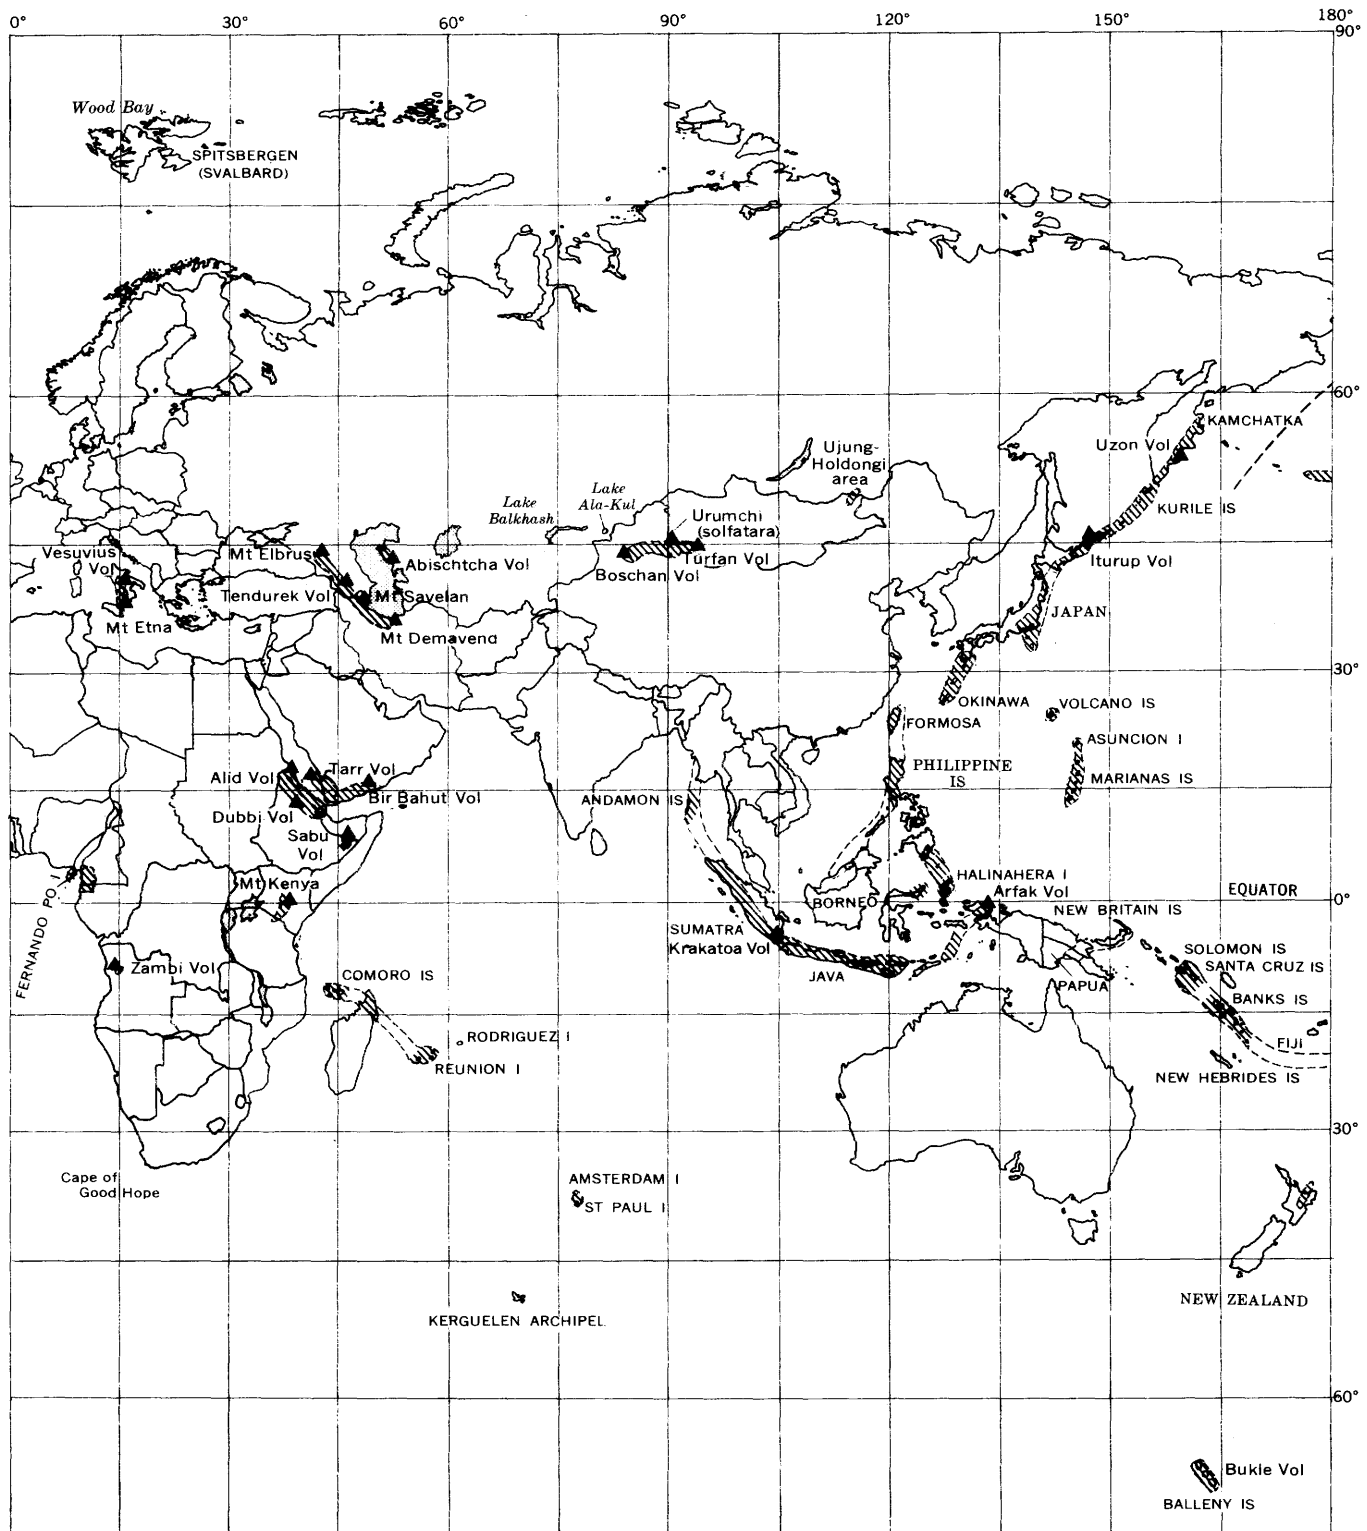 0° 30° 60° 90° 120° 150° 180°
90°
Wood Bay
SPITSBERGEN
(SVALBARD)
60°
KAMCHATKA
Uzon Vol
Ujung-
Holdongi
area
Lake
Ala-Kul
Lake
Balkhash
KURILE IS
Urumchi
(solfatara)
Vesuvius
Vol
Mt Elbrus
Abischtcha Vol
Turfan Vol
Boschan Vol
Iturup Vol
Tendurek Vol
Mt Savelan
JAPAN
Mt Etna
Mt Demavend
30°
OKINAWA
VOLCANO IS
FORMOSA
ASUNCION I
PHILIPPINE
IS
MARIANAS IS
Alid Vol
Tarr Vol
Bir Bahut Vol
ANDAMON IS
Dubbi Vol
Sabu
Vol
FERNANDO PO I
Mt Kenya
HALINAHERA I
Arfak Vol
EQUATOR
0°
BORNEO
NEW BRITAIN IS
SUMATRA
Krakatoa Vol
SOLOMON IS
SANTA CRUZ IS
Zambi Vol
COMORO IS
JAVA
PAPUA
BANKS IS
RODRIGUEZ I
REUNION I
FIJI
NEW HEBRIDES IS
30°
Cape of
Good Hope
AMSTERDAM I
ST PAUL I
NEW ZEALAND
KERGUELEN ARCHIPEL
60°
Bukle Vol
BALLENY IS